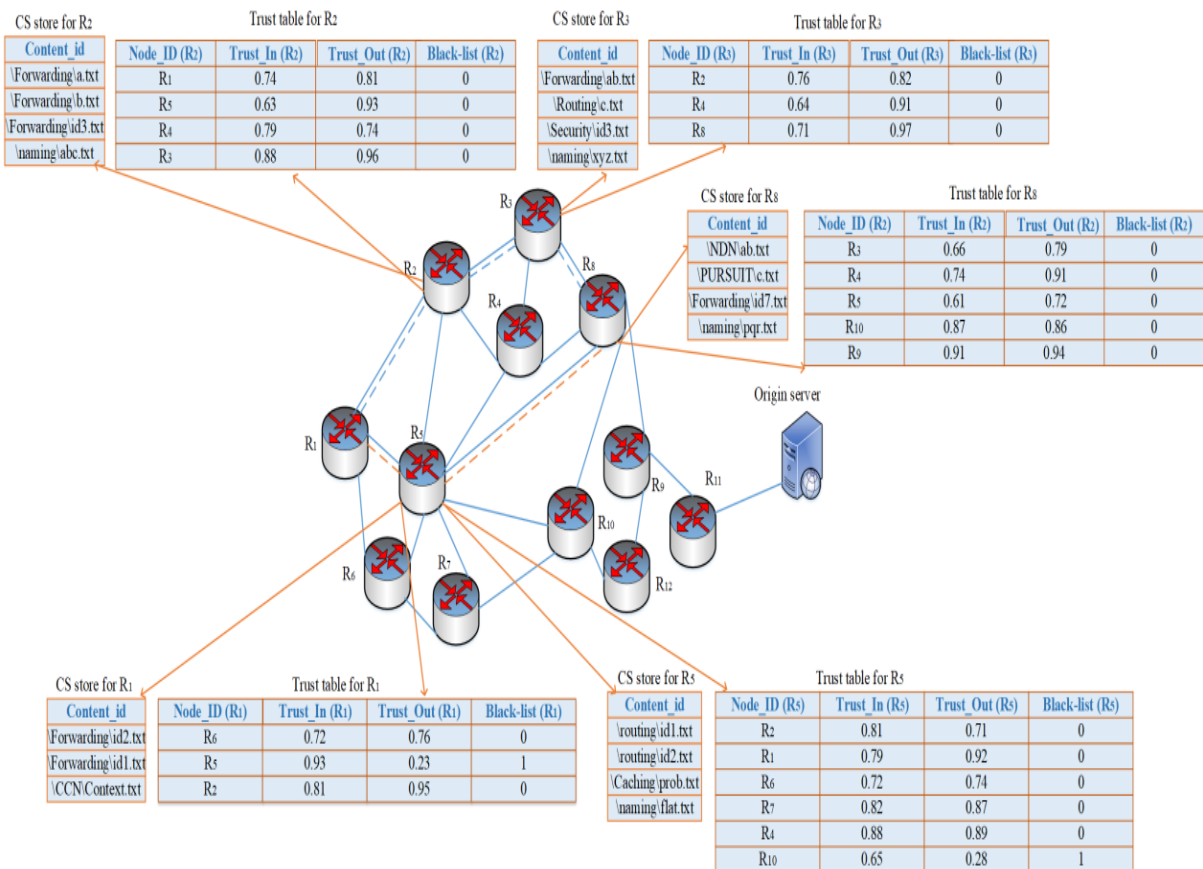 CS store for R2
Content_id
\Forwarding\a.txt
\Forwarding\b.txt
\Forwarding\id3.txt
\naming\abc.txt
Trust table for R2
Node_ID (R2) Trust_In (R2) Trust_Out (R2) Black-list (R2)
R1 0.74 0.81 0
R5 0.63 0.93 0
R4 0.79 0.74 0
R3 0.88 0.96 0
CS store for R3
Content_id
\Forwarding\ab.txt
\Routing\c.txt
\Security\id3.txt
\naming\xyz.txt
Trust table for R3
Node_ID (R3) Trust_In (R3) Trust_Out (R3) Black-list (R3)
R2 0.76 0.82 0
R4 0.64 0.91 0
R8 0.71 0.97 0
CS store for R8
Content_id
\NDN\ab.txt
\PURSUIT\c.txt
\Forwarding\id7.txt
\naming\pqr.txt
Trust table for R8
Node_ID (R2) Trust_In (R2) Trust_Out (R2) Black-list (R2)
R3 0.66 0.79 0
R4 0.74 0.91 0
R5 0.61 0.72 0
R10 0.87 0.86 0
R9 0.91 0.94 0
R3
R2
R8
R4
Origin server
R1
R5
R9
R11
R10
R6
R7
R12
CS store for R1
Content_id
\Forwarding\id2.txt
\Forwarding\id1.txt
\CCN\Context.txt
Trust table for R1
Node_ID (R1) Trust_In (R1) Trust_Out (R1) Black-list (R1)
R6 0.72 0.76 0
R5 0.93 0.23 1
R2 0.81 0.95 0
CS store for R5
Content_id
\routing\id1.txt
\routing\id2.txt
\Caching\prob.txt
\naming\flat.txt
Trust table for R5
Node_ID (R5) Trust_In (R5) Trust_Out (R5) Black-list (R5)
R2 0.81 0.71 0
R1 0.79 0.92 0
R6 0.72 0.74 0
R7 0.82 0.87 0
R4 0.88 0.89 0
R10 0.65 0.28 1